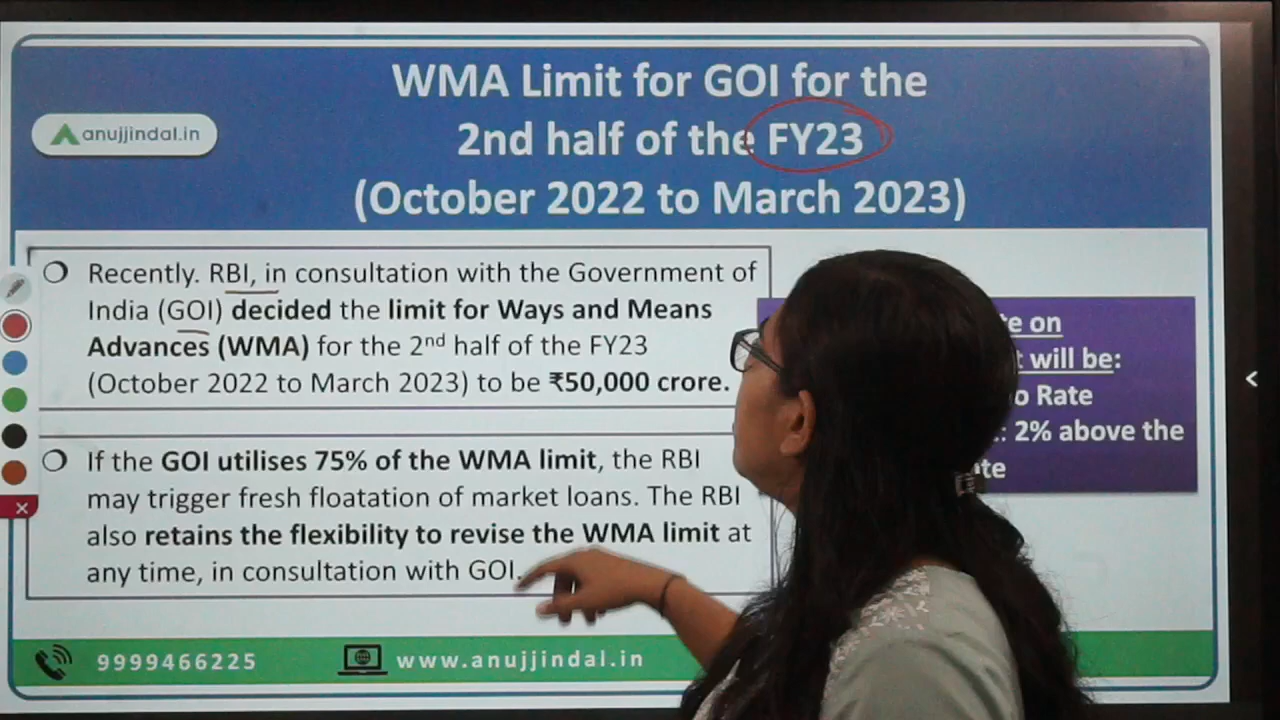 WMA Limit for GOI for the
2nd half of the FY23
(October 2022 to March 2023)
anujjindal.in
Recently. RBI, in consultation with the Government of
India (GOI) decided the limit for Ways and Means
Advances (WMA) for the 2nd half of the FY23
(October 2022 to March 2023) to be ₹50,000 crore.
If the GOI utilises 75% of the WMA limit, the RBI
may trigger fresh floatation of market loans. The RBI
also retains the flexibility to revise the WMA limit at
any time, in consultation with GOI.
on
will be:
Rate
2% above the
9999466225
www.anujjindal.in